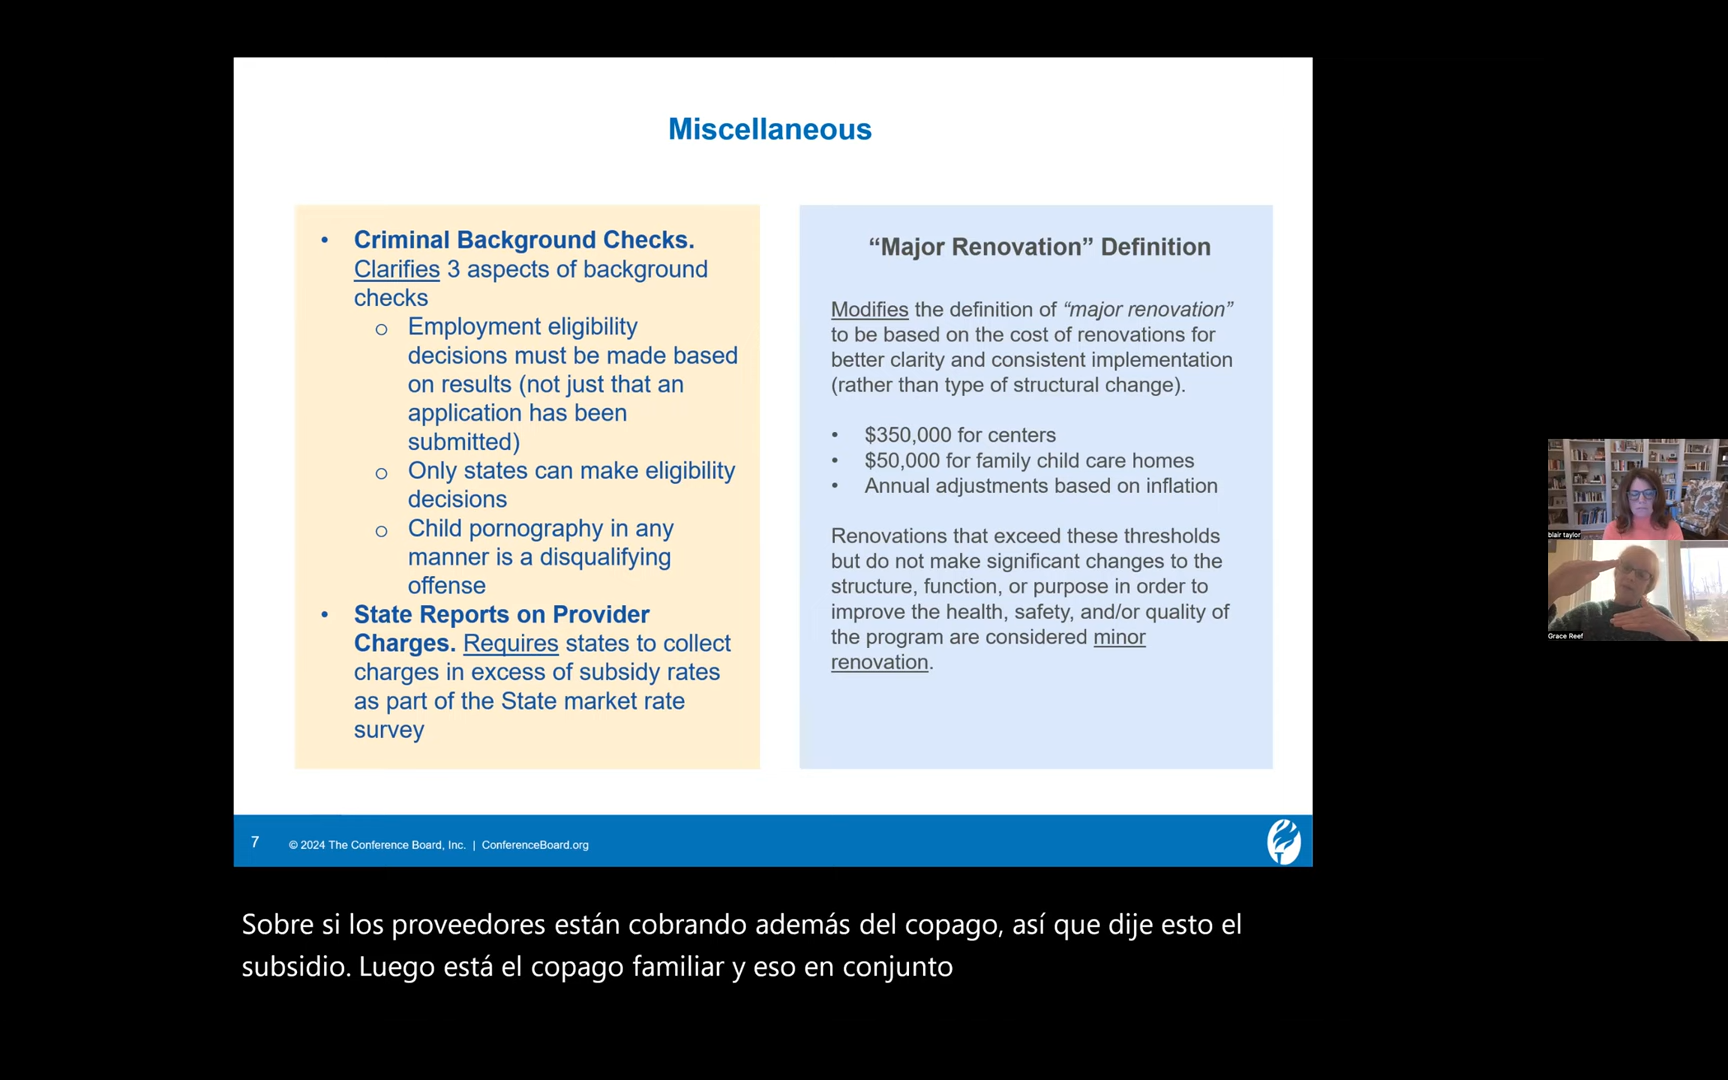 Miscellaneous
• Criminal Background Checks.
Clarifies 3 aspects of background
checks
o Employment eligibility
decisions must be made based
on results (not just that an
application has been
submitted)
o Only states can make eligibility
decisions
o Child pornography in any
manner is a disqualifying
offense
• State Reports on Provider
Charges. Requires states to collect
charges in excess of subsidy rates
as part of the State market rate
survey
“Major Renovation” Definition
Modifies the definition of “major renovation”
to be based on the cost of renovations for
better clarity and consistent implementation
(rather than type of structural change).
• $350,000 for centers
• $50,000 for family child care homes
• Annual adjustments based on inflation
Renovations that exceed these thresholds
but do not make significant changes to the
structure, function, or purpose in order to
improve the health, safety, and/or quality of
the program are considered minor
renovation.
7 © 2024 The Conference Board, Inc. | ConferenceBoard.org
blair taylor
Grace Reef
Sobre si los proveedores están cobrando además del copago, así que dije esto el
subsidio. Luego está el copago familiar y eso en conjunto